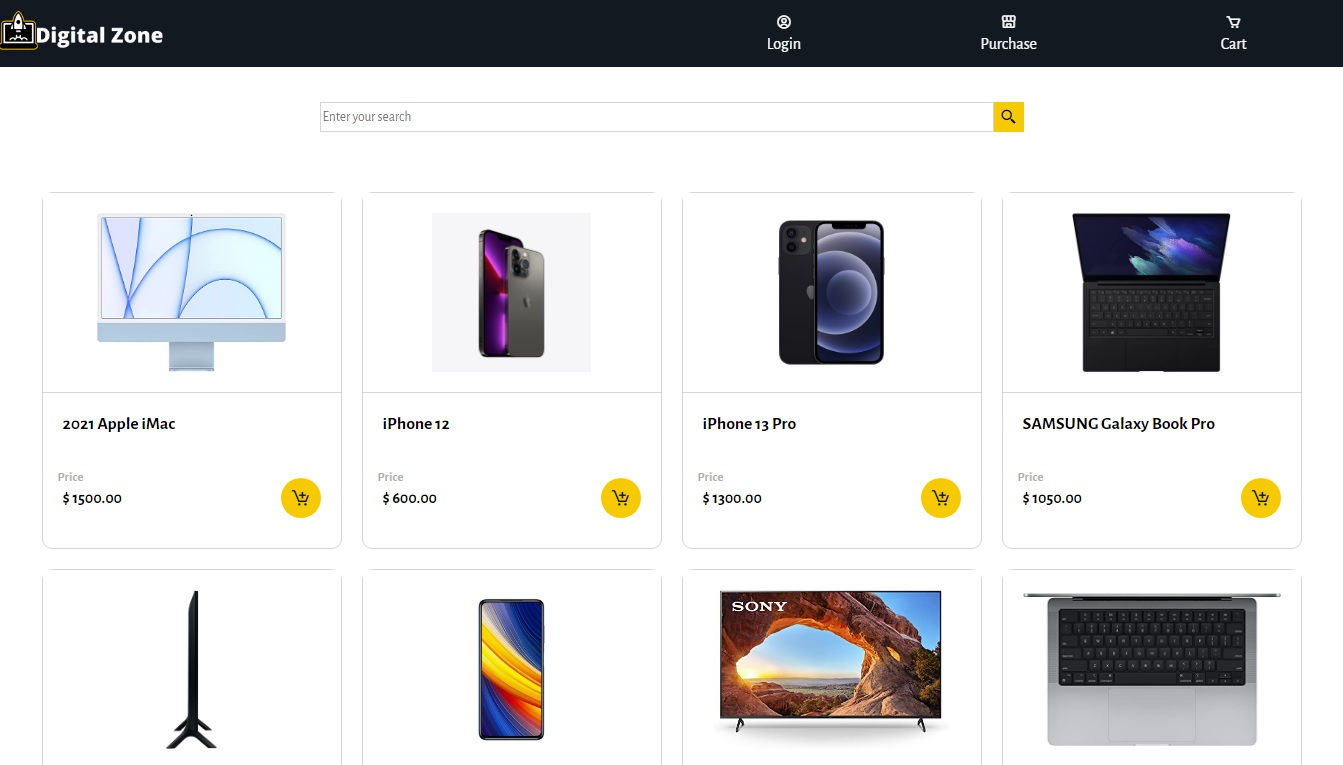 Digital Zone
Login
Purchase
Cart
Enter your search
2021 Apple iMac
Price
$ 1500.00
iPhone 12
Price
$ 600.00
iPhone 13 Pro
Price
$ 1300.00
SAMSUNG Galaxy Book Pro
Price
$ 1050.00
SONY